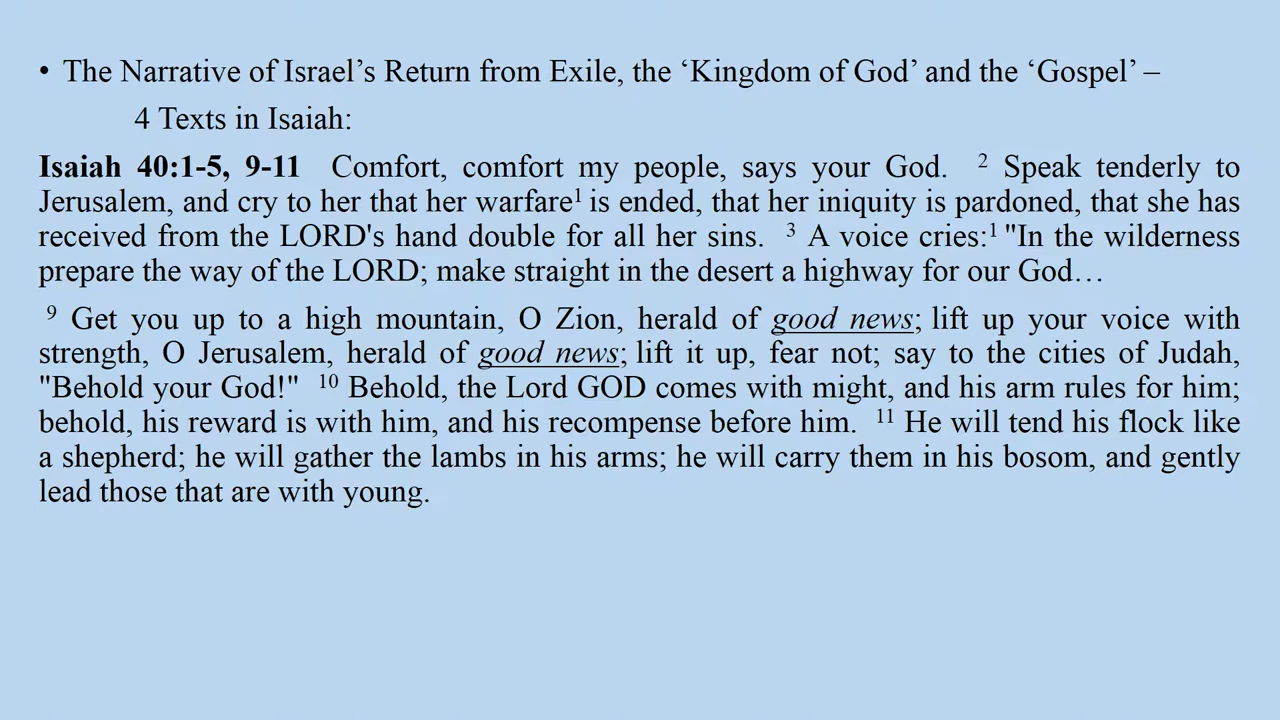 • The Narrative of Israel’s Return from Exile, the ‘Kingdom of God’ and the ‘Gospel’ –
4 Texts in Isaiah:
Isaiah 40:1-5, 9-11 Comfort, comfort my people, says your God. 2 Speak tenderly to
Jerusalem, and cry to her that her warfare1 is ended, that her iniquity is pardoned, that she has
received from the LORD's hand double for all her sins. 3 A voice cries:1 "In the wilderness
prepare the way of the LORD; make straight in the desert a highway for our God…
9 Get you up to a high mountain, O Zion, herald of good news; lift up your voice with
strength, O Jerusalem, herald of good news; lift it up, fear not; say to the cities of Judah,
"Behold your God!" 10 Behold, the Lord GOD comes with might, and his arm rules for him;
behold, his reward is with him, and his recompense before him. 11 He will tend his flock like
a shepherd; he will gather the lambs in his arms; he will carry them in his bosom, and gently
lead those that are with young.